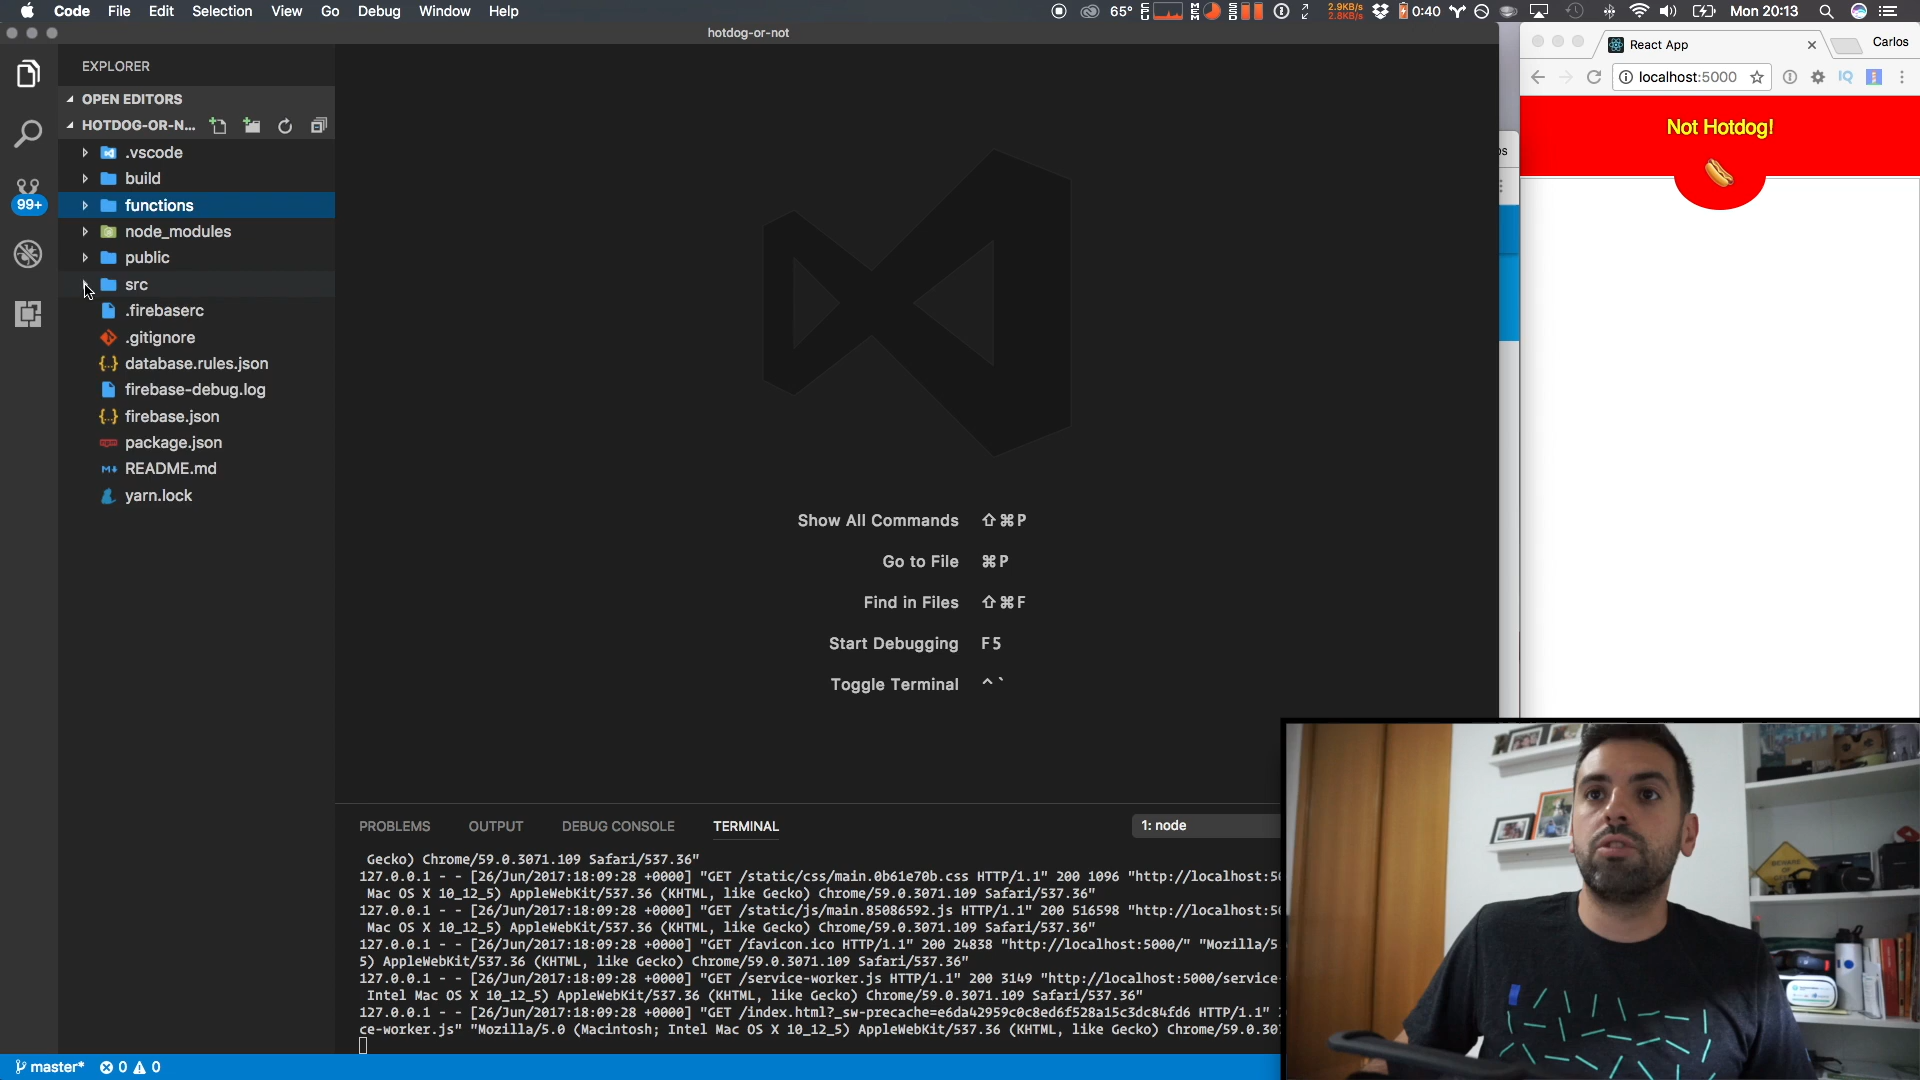 Code File Edit Selection View Go Debug Window Help
65° 2.9KB/s 2.8KB/s 0:40 Mon 20:13
hotdog-or-not
EXPLORER
OPEN EDITORS
HOTDOG-OR-N...
.vscode
build
99+
functions
node_modules
public
src
.firebaserc
.gitignore
database.rules.json
firebase-debug.log
firebase.json
package.json
README.md
yarn.lock
Show All Commands ⇧⌘P
Go to File ⌘P
Find in Files ⇧⌘F
Start Debugging F5
Toggle Terminal ^`
PROBLEMS OUTPUT DEBUG CONSOLE TERMINAL 1: node
Gecko) Chrome/59.0.3071.109 Safari/537.36"
127.0.0.1 - - [26/Jun/2017:18:09:28 +0000] "GET /static/css/main.0b61e70b.css HTTP/1.1" 200 1096 "http://localhost:50
Mac OS X 10_12_5) AppleWebKit/537.36 (KHTML, like Gecko) Chrome/59.0.3071.109 Safari/537.36"
127.0.0.1 - - [26/Jun/2017:18:09:28 +0000] "GET /static/js/main.85086592.js HTTP/1.1" 200 516598 "http://localhost:50
Mac OS X 10_12_5) AppleWebKit/537.36 (KHTML, like Gecko) Chrome/59.0.3071.109 Safari/537.36"
127.0.0.1 - - [26/Jun/2017:18:09:28 +0000] "GET /favicon.ico HTTP/1.1" 200 24838 "http://localhost:5000/" "Mozilla/5
5) AppleWebKit/537.36 (KHTML, like Gecko) Chrome/59.0.3071.109 Safari/537.36"
127.0.0.1 - - [26/Jun/2017:18:09:28 +0000] "GET /service-worker.js HTTP/1.1" 200 3149 "http://localhost:5000/service-
Intel Mac OS X 10_12_5) AppleWebKit/537.36 (KHTML, like Gecko) Chrome/59.0.3071.109 Safari/537.36"
127.0.0.1 - - [26/Jun/2017:18:09:28 +0000] "GET /index.html?_sw-precache=e6da42959c0c8ed6f528a15c3dc84fd6 HTTP/1.1"
ce-worker.js" "Mozilla/5.0 (Macintosh; Intel Mac OS X 10_12_5) AppleWebKit/537.36 (KHTML, like Gecko) Chrome/59.0.307
master* 0 0
React App
Carlos
localhost:5000
IQ
Not Hotdog!
os
BEWARE